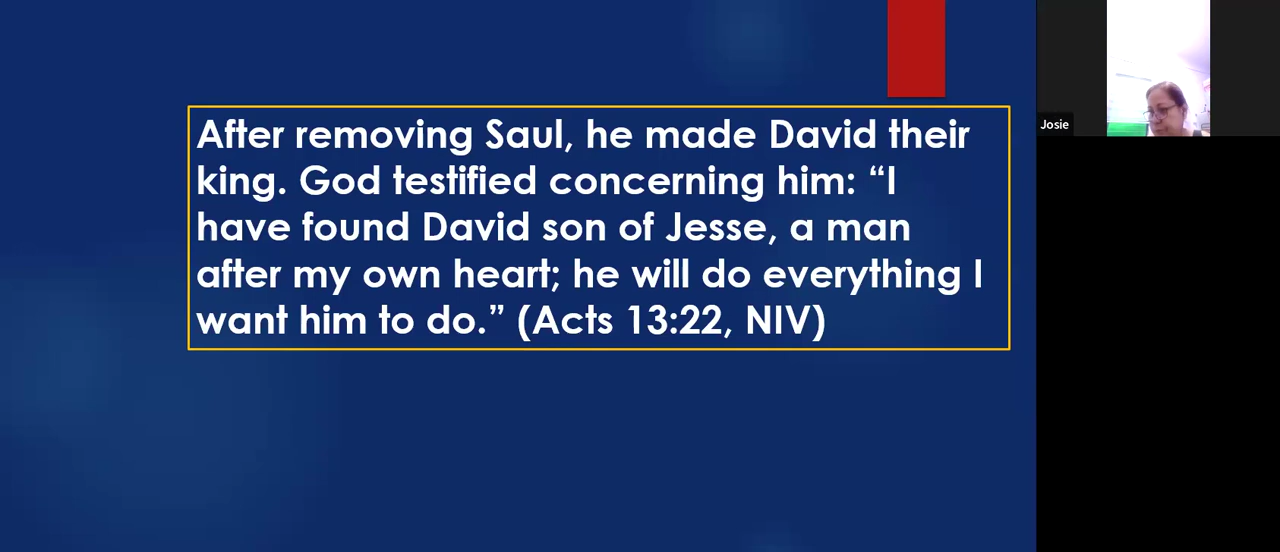 After removing Saul, he made David their
king. God testified concerning him: “I
have found David son of Jesse, a man
after my own heart; he will do everything I
want him to do.” (Acts 13:22, NIV)
Josie